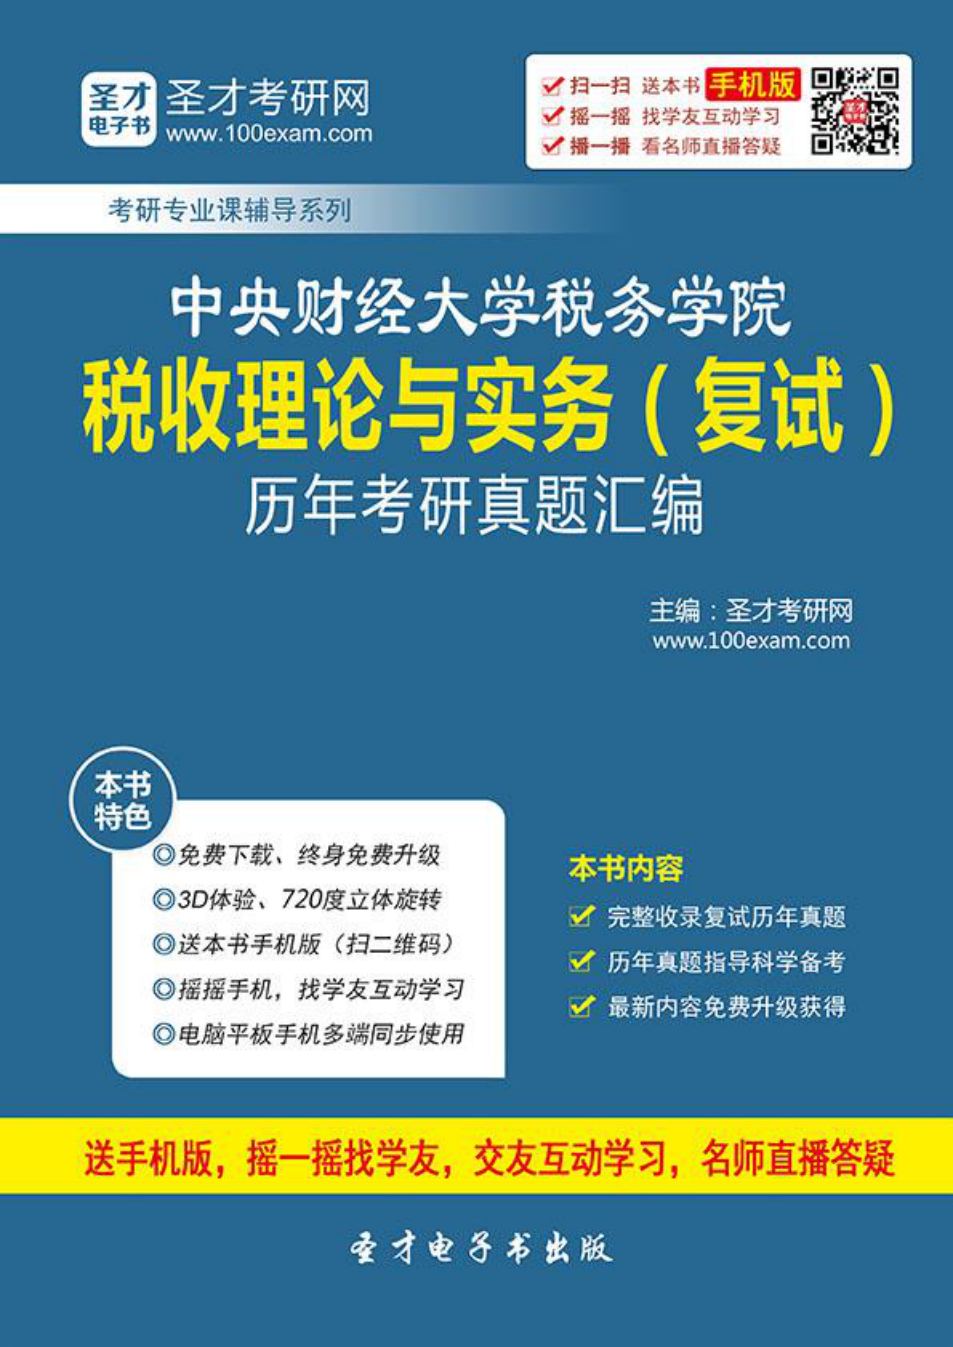 圣才电子书
圣才考研网
www.100exam.com
扫一扫 送本书 手机版
摇一摇 找学友互动学习
播一播 看名师直播答疑
圣才电子书
考研专业课辅导系列
中央财经大学税务学院
税收理论与实务（复试）
历年考研真题汇编
主编：圣才考研网
www.100exam.com
本书
特色
◎免费下载、终身免费升级
◎3D体验、720度立体旋转
◎送本书手机版（扫二维码）
◎摇摇手机，找学友互动学习
◎电脑平板手机多端同步使用
本书内容
完整收录复试历年真题
历年真题指导科学备考
最新内容免费升级获得
送手机版，摇一摇找学友，交友互动学习，名师直播答疑
圣才电子书出版